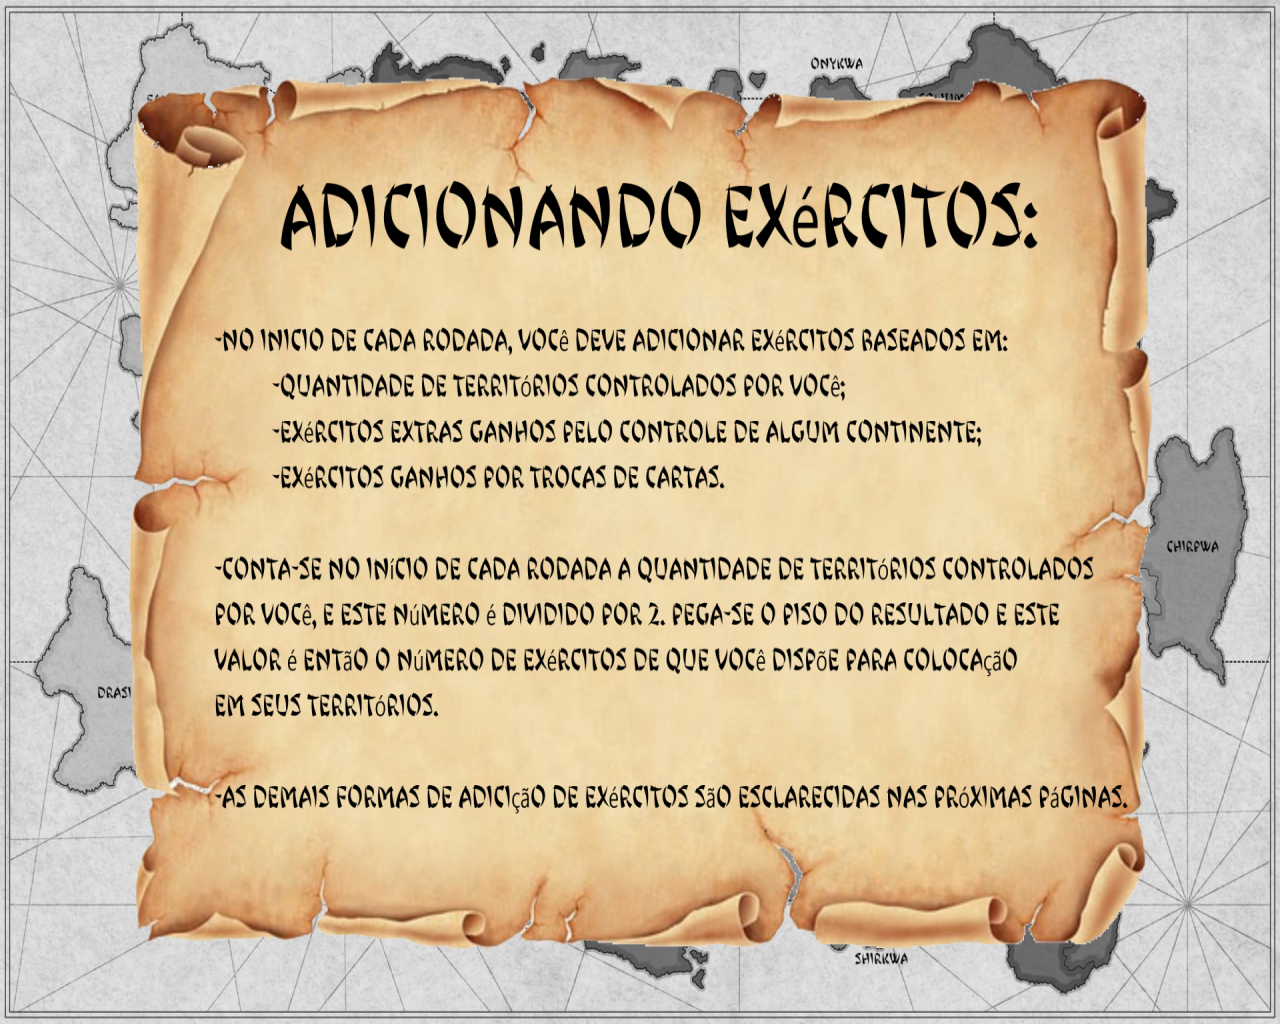 ONYKWA
ADICIONANDO EXéRCITOS:
-NO INICIO DE CADA RODADA, VOCê DEVE ADICIONAR EXéRCITOS BASEADOS EM:
-QUANTIDADE DE TERRITóRIOS CONTROLADOS POR VOCê;
-EXéRCITOS EXTRAS GANHOS PELO CONTROLE DE ALGUM CONTINENTE;
-EXéRCITOS GANHOS POR TROCAS DE CARTAS.
CHIRPWA
-CONTA-SE NO INíCIO DE CADA RODADA A QUANTIDADE DE TERRITóRIOS CONTROLADOS
POR VOCê, E ESTE NúMERO é DIVIDIDO POR 2. PEGA-SE O PISO DO RESULTADO E ESTE
VALOR é ENTãO O NúMERO DE EXéRCITOS DE QUE VOCê DISPõE PARA COLOCAçãO
EM SEUS TERRITóRIOS.
DRASI
-AS DEMAIS FORMAS DE ADICIçãO DE EXéRCITOS SãO ESCLARECIDAS NAS PRóXIMAS PáGINAS.
SHIRKWA